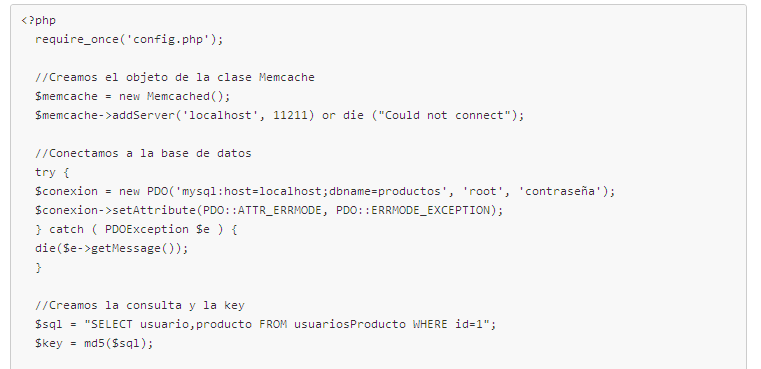 <?php
require_once('config.php');
//Creamos el objeto de la clase Memcache
$memcache = new Memcached();
$memcache->addServer('localhost', 11211) or die ("Could not connect");
//Conectamos a la base de datos
try {
$conexion = new PDO('mysql:host=localhost;dbname=productos', 'root', 'contraseña');
$conexion->setAttribute(PDO::ATTR_ERRMODE, PDO::ERRMODE_EXCEPTION);
} catch ( PDOException $e ) {
die($e->getMessage());
}
//Creamos la consulta y la key
$sql = "SELECT usuario,producto FROM usuariosProducto WHERE id=1";
$key = md5($sql);